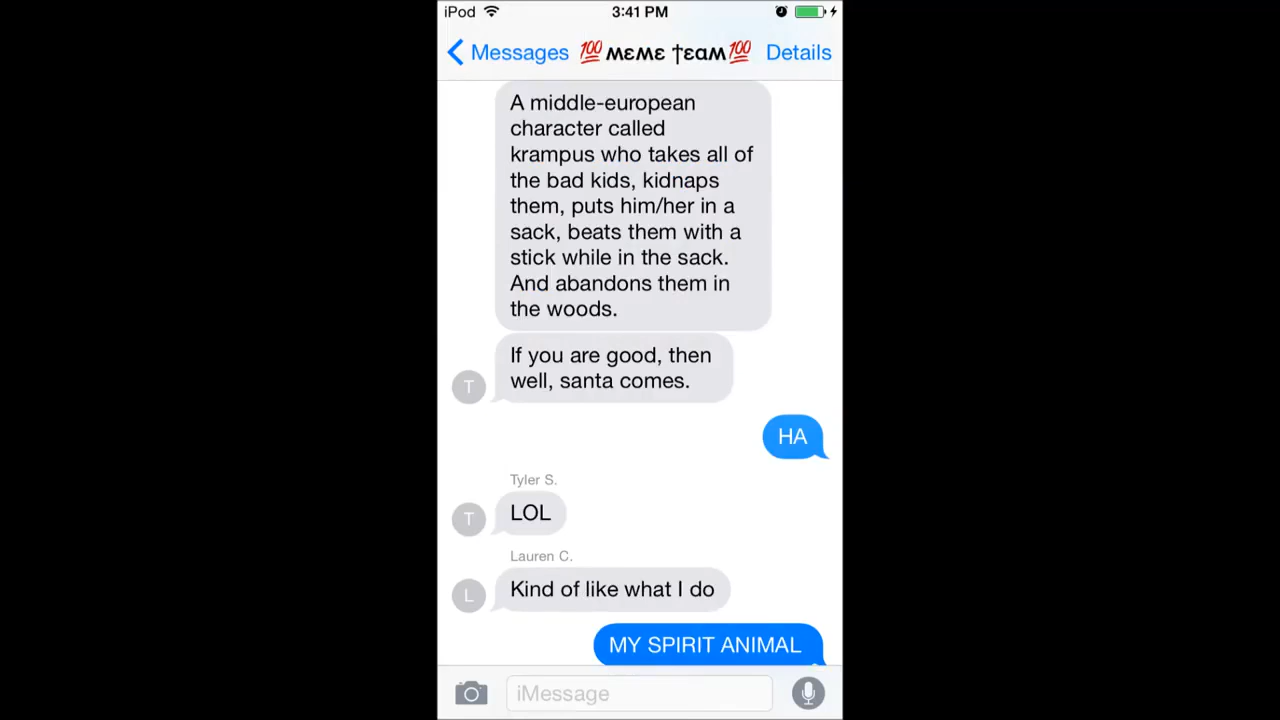 iPod 3:41 PM
Messages 💯ʍεʍε †εαʍ💯 Details
A middle-european
character called
krampus who takes all of
the bad kids, kidnaps
them, puts him/her in a
sack, beats them with a
stick while in the sack.
And abandons them in
the woods.
If you are good, then
well, santa comes.
T
HA
Tyler S.
LOL
T
Lauren C.
Kind of like what I do
L
MY SPIRIT ANIMAL
iMessage